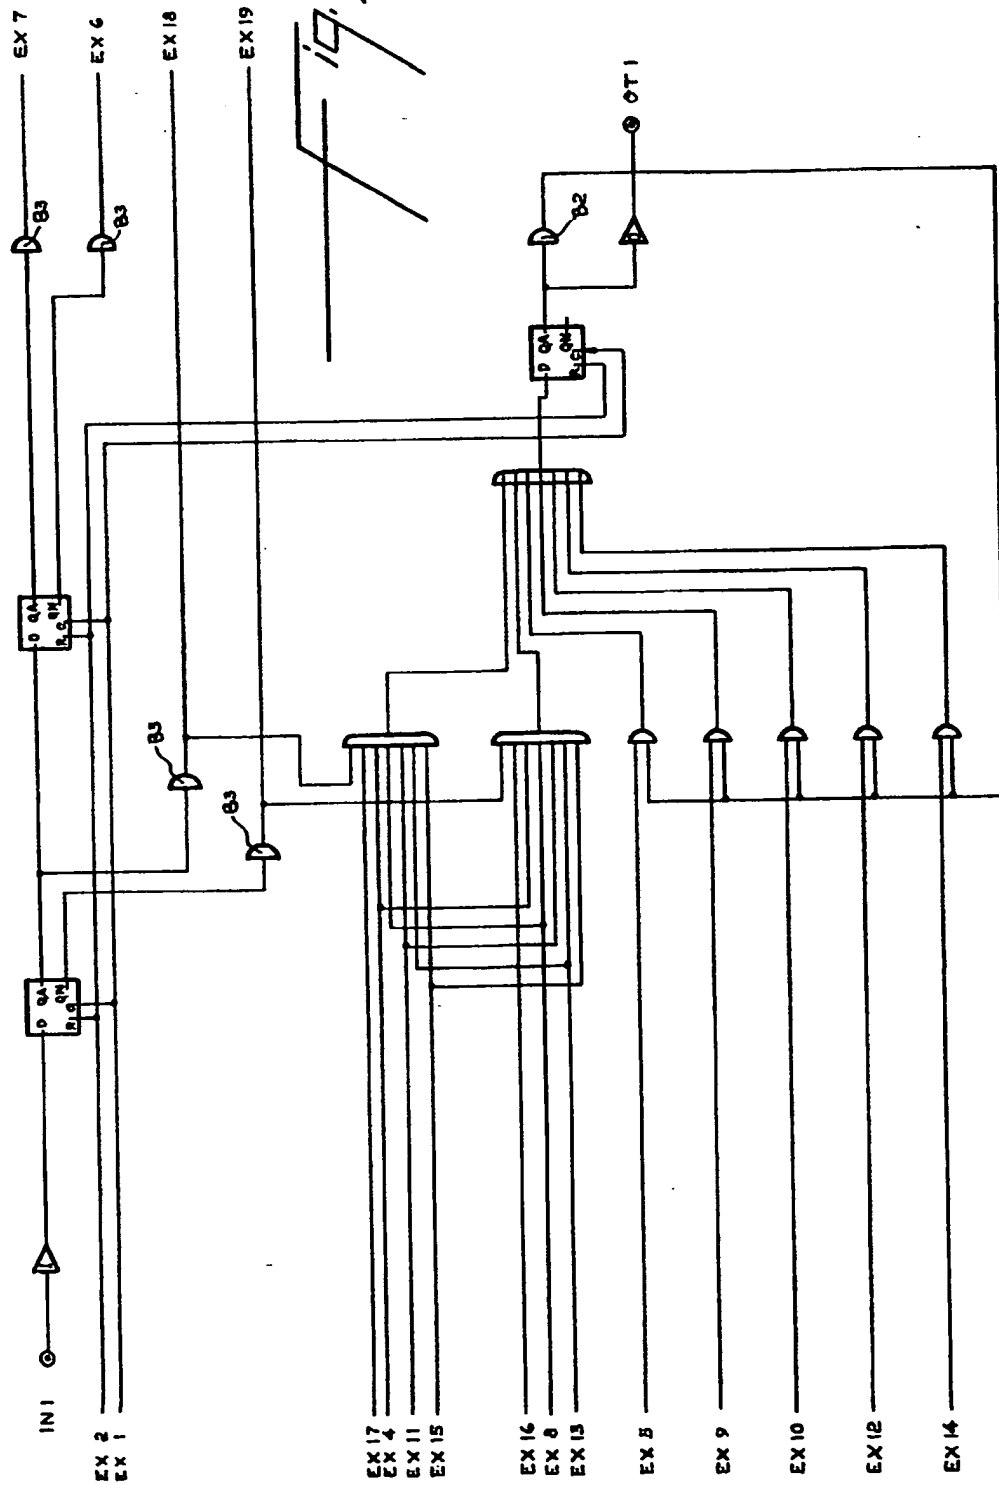 EX 7
EX 6
EX 18
EX 19
B3
B3
Fig.
OT 1
B2
D QA
QN
R C
D QA
QN
R C
B3
B3
D QA
QN
R C
IN 1
EX 2
EX 1
EX 17
EX 4
EX 11
EX 15
EX 16
EX 8
EX 13
EX 5
EX 9
EX 10
EX 12
EX 14